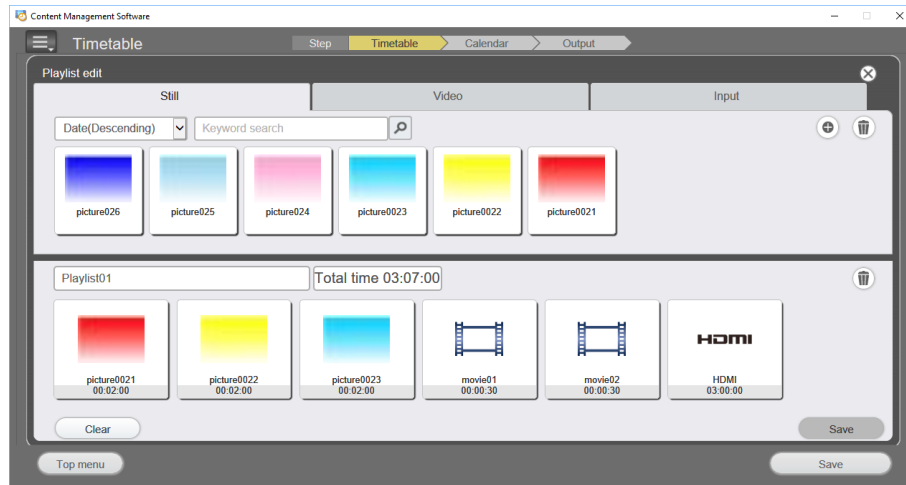 Content Management Software
Timetable
Step Timetable Calendar Output
Playlist edit
Still Video Input
Date(Descending) Keyword search
picture026 picture025 picture024 picture0023 picture0022 picture0021
Playlist01 Total time 03:07:00
HDMI
picture0021 picture0022 picture0023 movie01 movie02 HDMI
00:02:00 00:02:00 00:02:00 00:00:30 00:00:30 03:00:00
Clear Save
Top menu Save